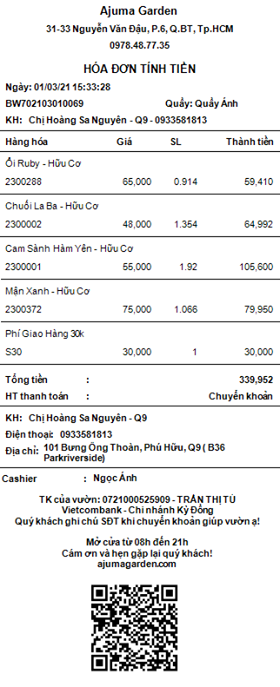 Ajuma Garden
31-33 Nguyễn Văn Đậu, P.6, Q.BT, Tp.HCM
0978.48.77.35
HÓA ĐƠN TÍNH TIỀN
Ngày: 01/03/21 15:33:28
BW702103010069 Quầy: Quầy Ánh
KH: Chị Hoàng Sa Nguyên - Q9 - 0933581813
Hàng hóa Giá SL Thành tiền
Ổi Ruby - Hữu Cơ
2300288 65,000 0.914 59,410
Chuối La Ba - Hữu Cơ
2300002 48,000 1.354 64,992
Cam Sành Hàm Yên - Hữu Cơ
2300001 55,000 1.92 105,600
Mận Xanh - Hữu Cơ
2300372 75,000 1.066 79,950
Phí Giao Hàng 30k
S30 30,000 1 30,000
Tổng tiền : 339,952
HT thanh toán : Chuyển khoản
KH: Chị Hoàng Sa Nguyên - Q9
Điện thoại: 0933581813
Địa chỉ: 101 Bưng Ông Thoàn, Phú Hữu, Q9 ( B36
Parkriverside)
Cashier : Ngọc Ánh
TK của vườn: 0721000525909 - TRẦN THỊ TÚ
Vietcombank - Chi nhánh Kỳ Đồng
Quý khách ghi chú SĐT khi chuyển khoản giúp vườn ạ!
Mở cửa từ 08h đến 21h
Cám ơn và hẹn gặp lại quý khách!
ajumagarden.com